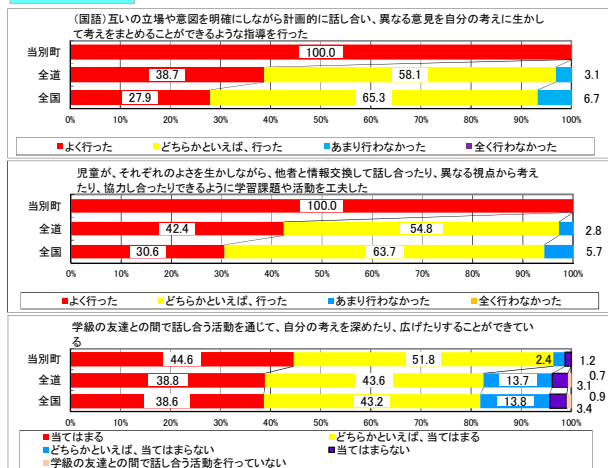 （国語）互いの立場や意図を明確にしながら計画的に話し合い、異なる意見を自分の考えに生かし
て考えをまとめることができるような指導を行った
当別町 100.0
全道 38.7 58.1 3.1
全国 27.9 65.3 6.7
0% 10% 20% 30% 40% 50% 60% 70% 80% 90% 100%
■よく行った ■どちらかといえば、行った ■あまり行わなかった ■全く行わなかった
児童が、それぞれのよさを生かしながら、他者と情報交換して話し合ったり、異なる視点から考え
たり、協力し合ったりできるように学習課題や活動を工夫した
当別町 100.0
全道 42.4 54.8 2.8
全国 30.6 63.7 5.7
0% 10% 20% 30% 40% 50% 60% 70% 80% 90% 100%
■よく行った ■どちらかといえば、行った ■あまり行わなかった ■全く行わなかった
学級の友達との間で話し合う活動を通じて、自分の考えを深めたり、広げたりすることができてい
る
当別町 44.6 51.8 2.4 1.2
全道 38.8 43.6 13.7 3.1 0.7
全国 38.6 43.2 13.8 3.4 0.9
0% 10% 20% 30% 40% 50% 60% 70% 80% 90% 100%
■当てはまる ■どちらかといえば、当てはまる
■どちらかといえば、当てはまらない ■当てはまらない
■学級の友達との間で話し合う活動を行っていない